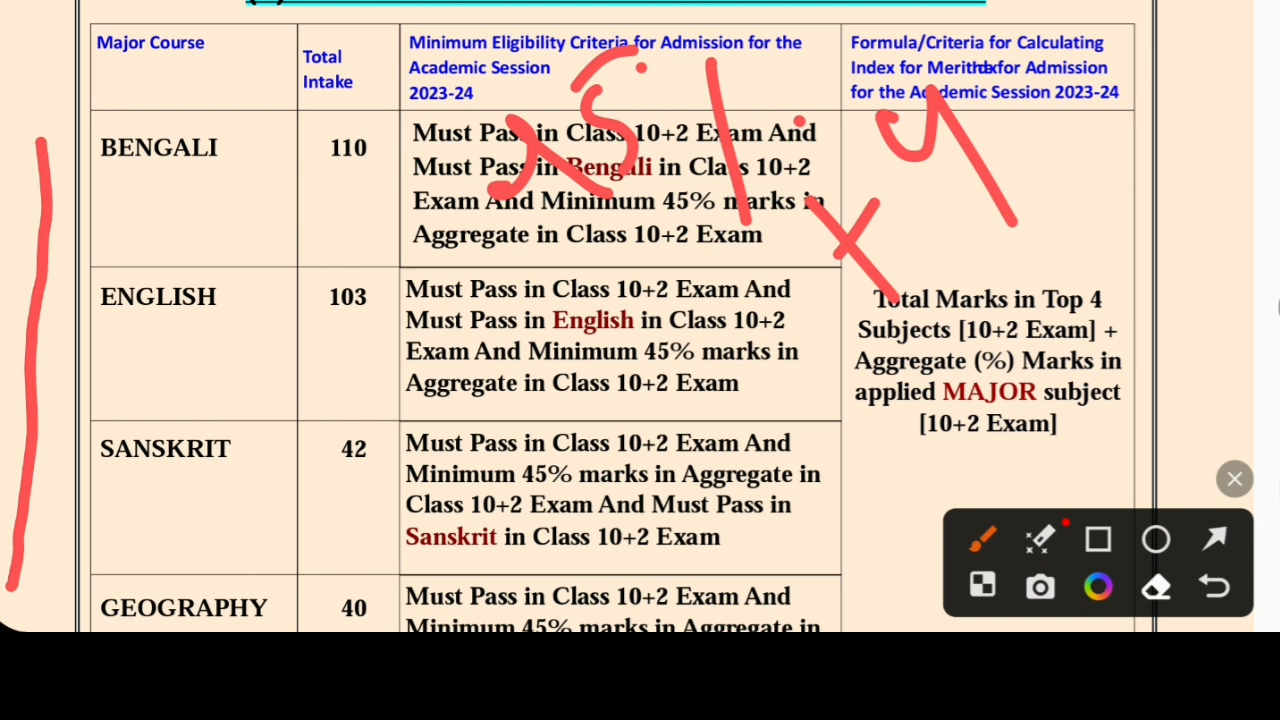 Major Course
Total
Intake
Minimum Eligibility Criteria for Admission for the
Academic Session
2023-24
Formula/Criteria for Calculating
Index for Merit for Admission
for the Academic Session 2023-24
BENGALI
110
Must Pass in Class 10+2 Exam And
Must Pass in Bengali in Class 10+2
Exam And Minimum 45% marks in
Aggregate in Class 10+2 Exam
ENGLISH
103
Must Pass in Class 10+2 Exam And
Must Pass in English in Class 10+2
Exam And Minimum 45% marks in
Aggregate in Class 10+2 Exam
Total Marks in Top 4
Subjects [10+2 Exam] +
Aggregate (%) Marks in
applied MAJOR subject
[10+2 Exam]
SANSKRIT
42
Must Pass in Class 10+2 Exam And
Minimum 45% marks in Aggregate in
Class 10+2 Exam And Must Pass in
Sanskrit in Class 10+2 Exam
GEOGRAPHY
40
Must Pass in Class 10+2 Exam And
Minimum 45% marks in Aggregate in